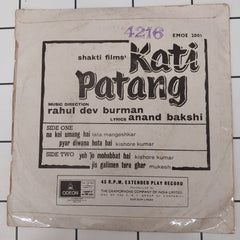 4216
EMOE 2001
shakti films'
Kati
Patang
MUSIC DIRECTION
rahul dev burman
LYRICS anand bakshi
SIDE ONE
na koi umang hai lata mangeshkar
pyar diwana hota hai kishore kumar
SIDE TWO yeh jo mohabbat hai kishore kumar
jis galimen tera ghar mukesh
ODEON
45 R.P.M. EXTENDED PLAY RECORD
THE GRAMOPHONE COMPANY OF INDIA LIMITED